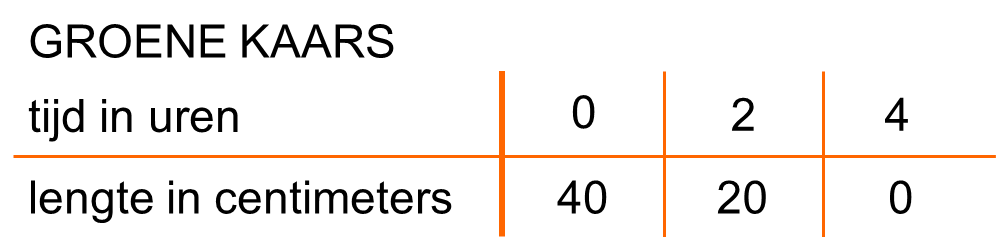 GROENE KAARS
tijd in uren 0 2 4
lengte in centimeters 40 20 0